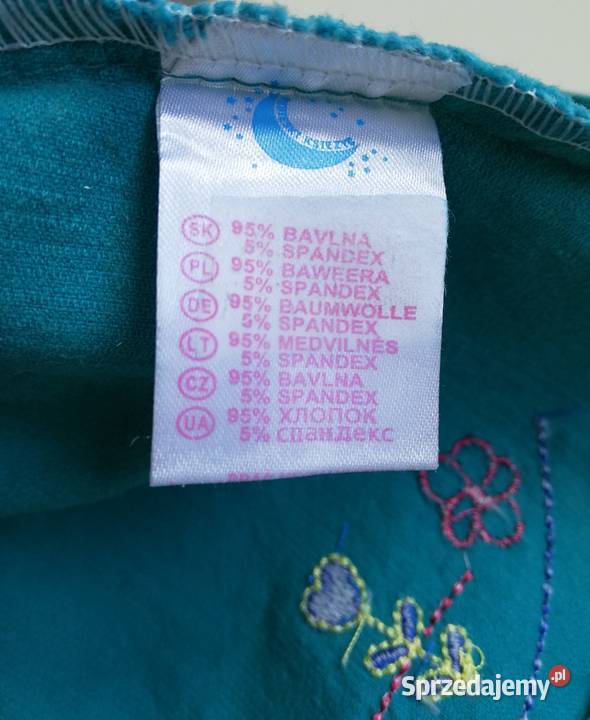 SK 95% BAVLNA
5% SPANDEX
PL 95% BAWEERA
5% SPANDEX
DE 95% BAUMWOLLE
5% SPANDEX
LT 95% MEDVILNĖS
5% SPANDEX
CZ 95% BAVLNA
5% SPANDEX
UA 95% ХЛОПОК
5% спандекс
Sprzedajemy.pl